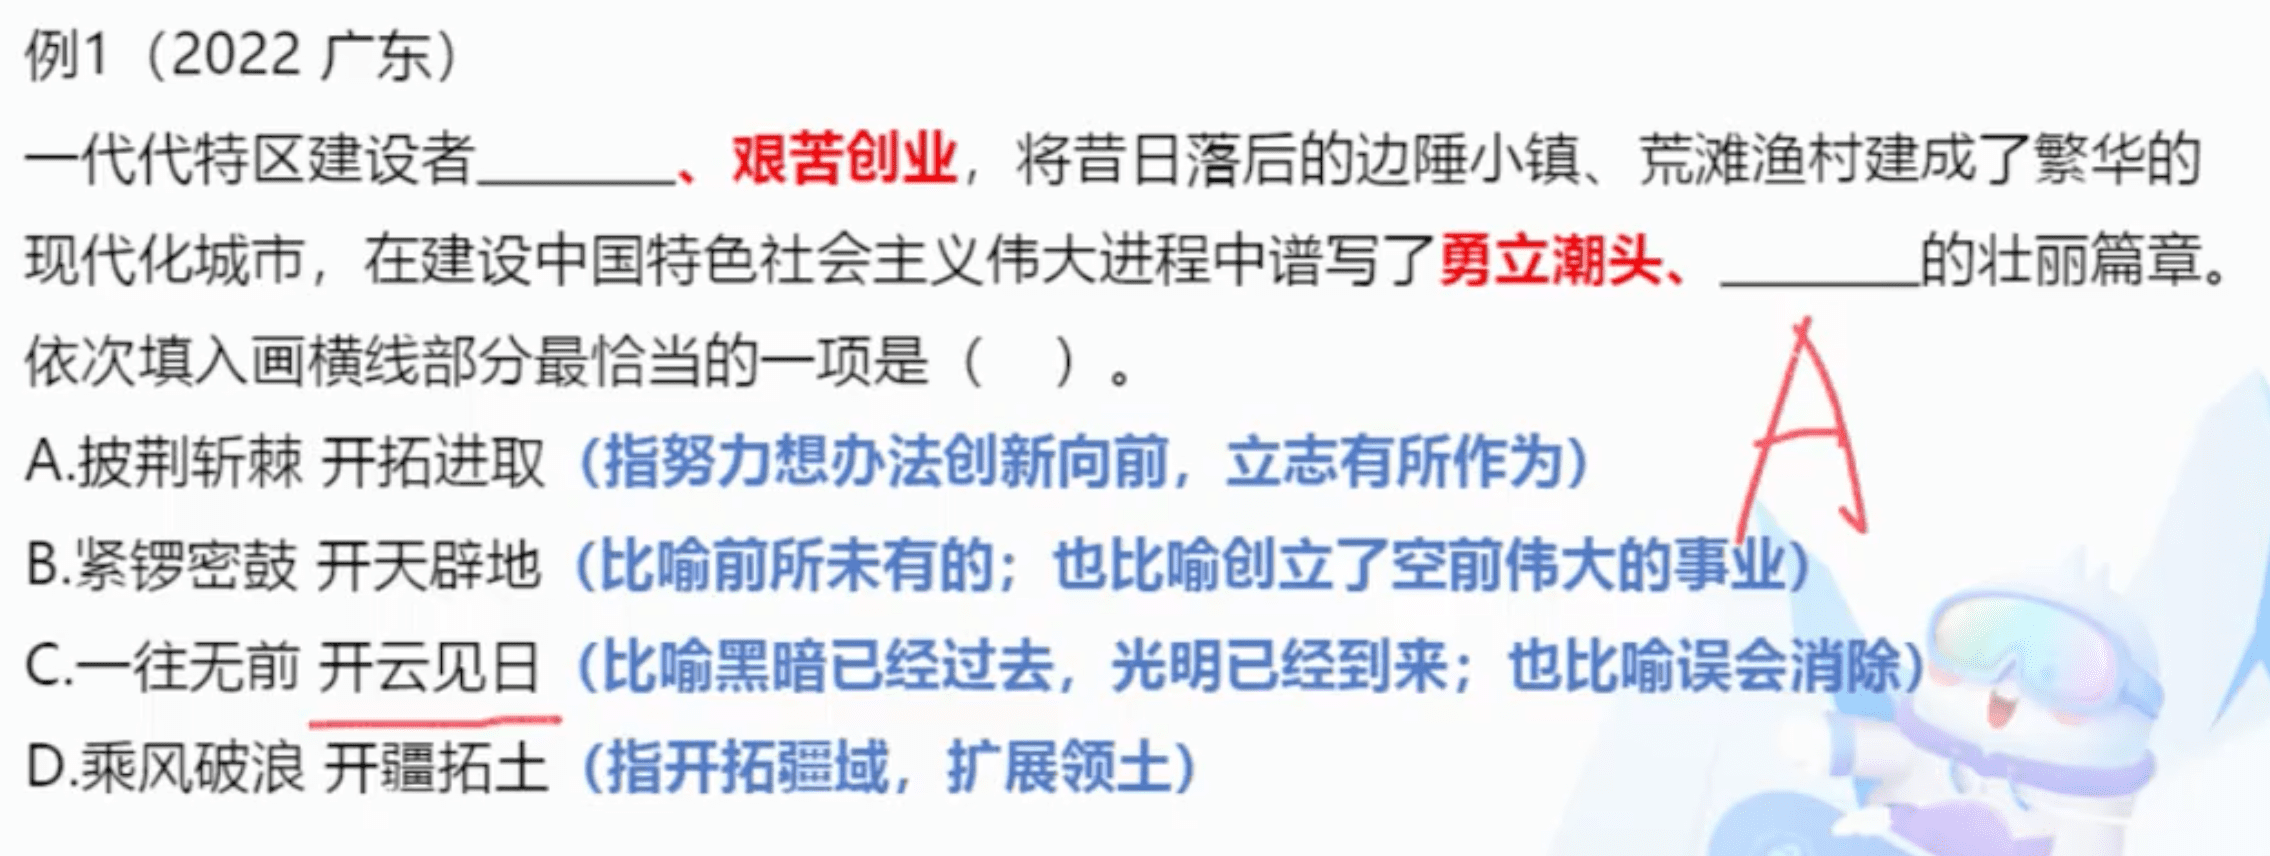 例1（2022 广东）
一代代特区建设者_______、艰苦创业，将昔日落后的边陲小镇、荒滩渔村建成了繁华的
现代化城市，在建设中国特色社会主义伟大进程中谱写了勇立潮头、_______的壮丽篇章。
依次填入画横线部分最恰当的一项是（ ）。
A
A.披荆斩棘 开拓进取（指努力想办法创新向前，立志有所作为）
B.紧锣密鼓 开天辟地（比喻前所未有的；也比喻创立了空前伟大的事业）
C.一往无前 开云见日（比喻黑暗已经过去，光明已经到来；也比喻误会消除）
D.乘风破浪 开疆拓土（指开拓疆域，扩展领土）